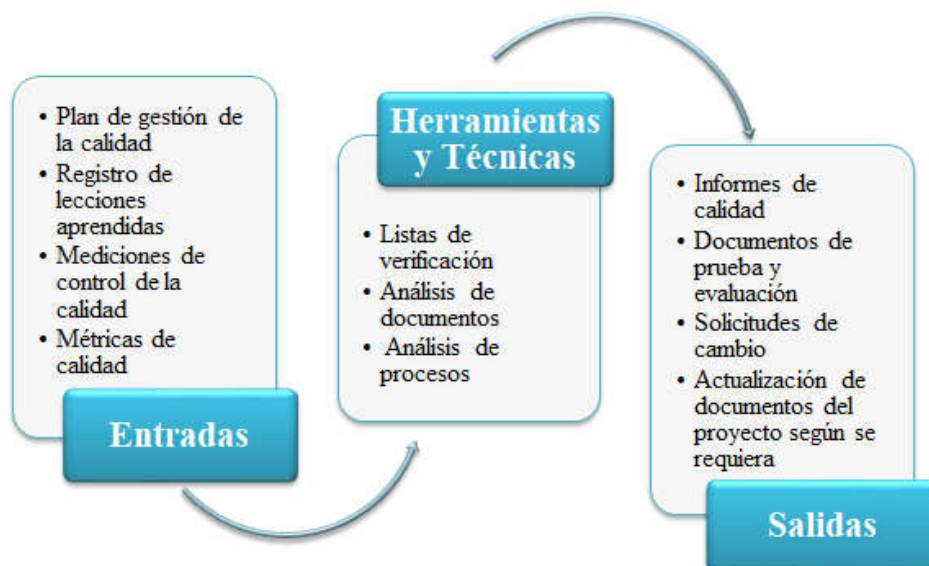 • Plan de gestión de
la calidad
• Registro de
lecciones
aprendidas
• Mediciones de
control de la
calidad
• Métricas de
calidad
Entradas
Herramientas
y Técnicas
• Listas de
verificación
• Análisis de
documentos
• Análisis de
procesos
• Informes de
calidad
• Documentos de
prueba y
evaluación
• Solicitudes de
cambio
• Actualización de
documentos del
proyecto según se
requiera
Salidas